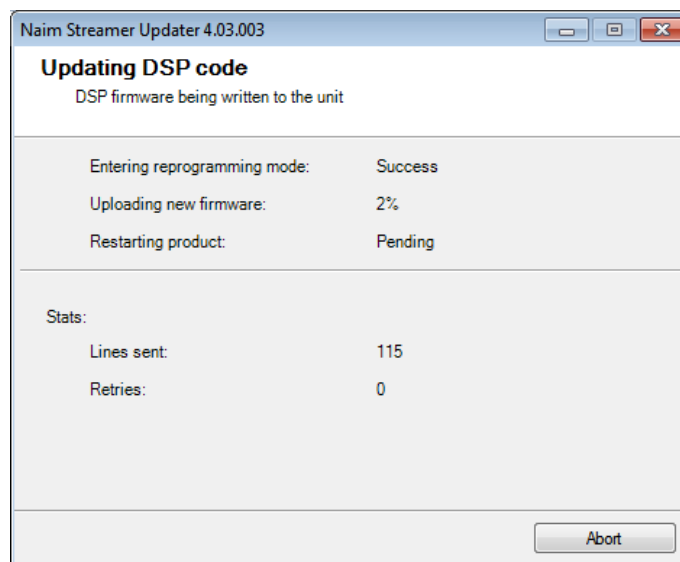 Naim Streamer Updater 4.03.003
Updating DSP code
DSP firmware being written to the unit
Entering reprogramming mode: Success
Uploading new firmware: 2%
Restarting product: Pending
Stats:
Lines sent: 115
Retries: 0
Abort